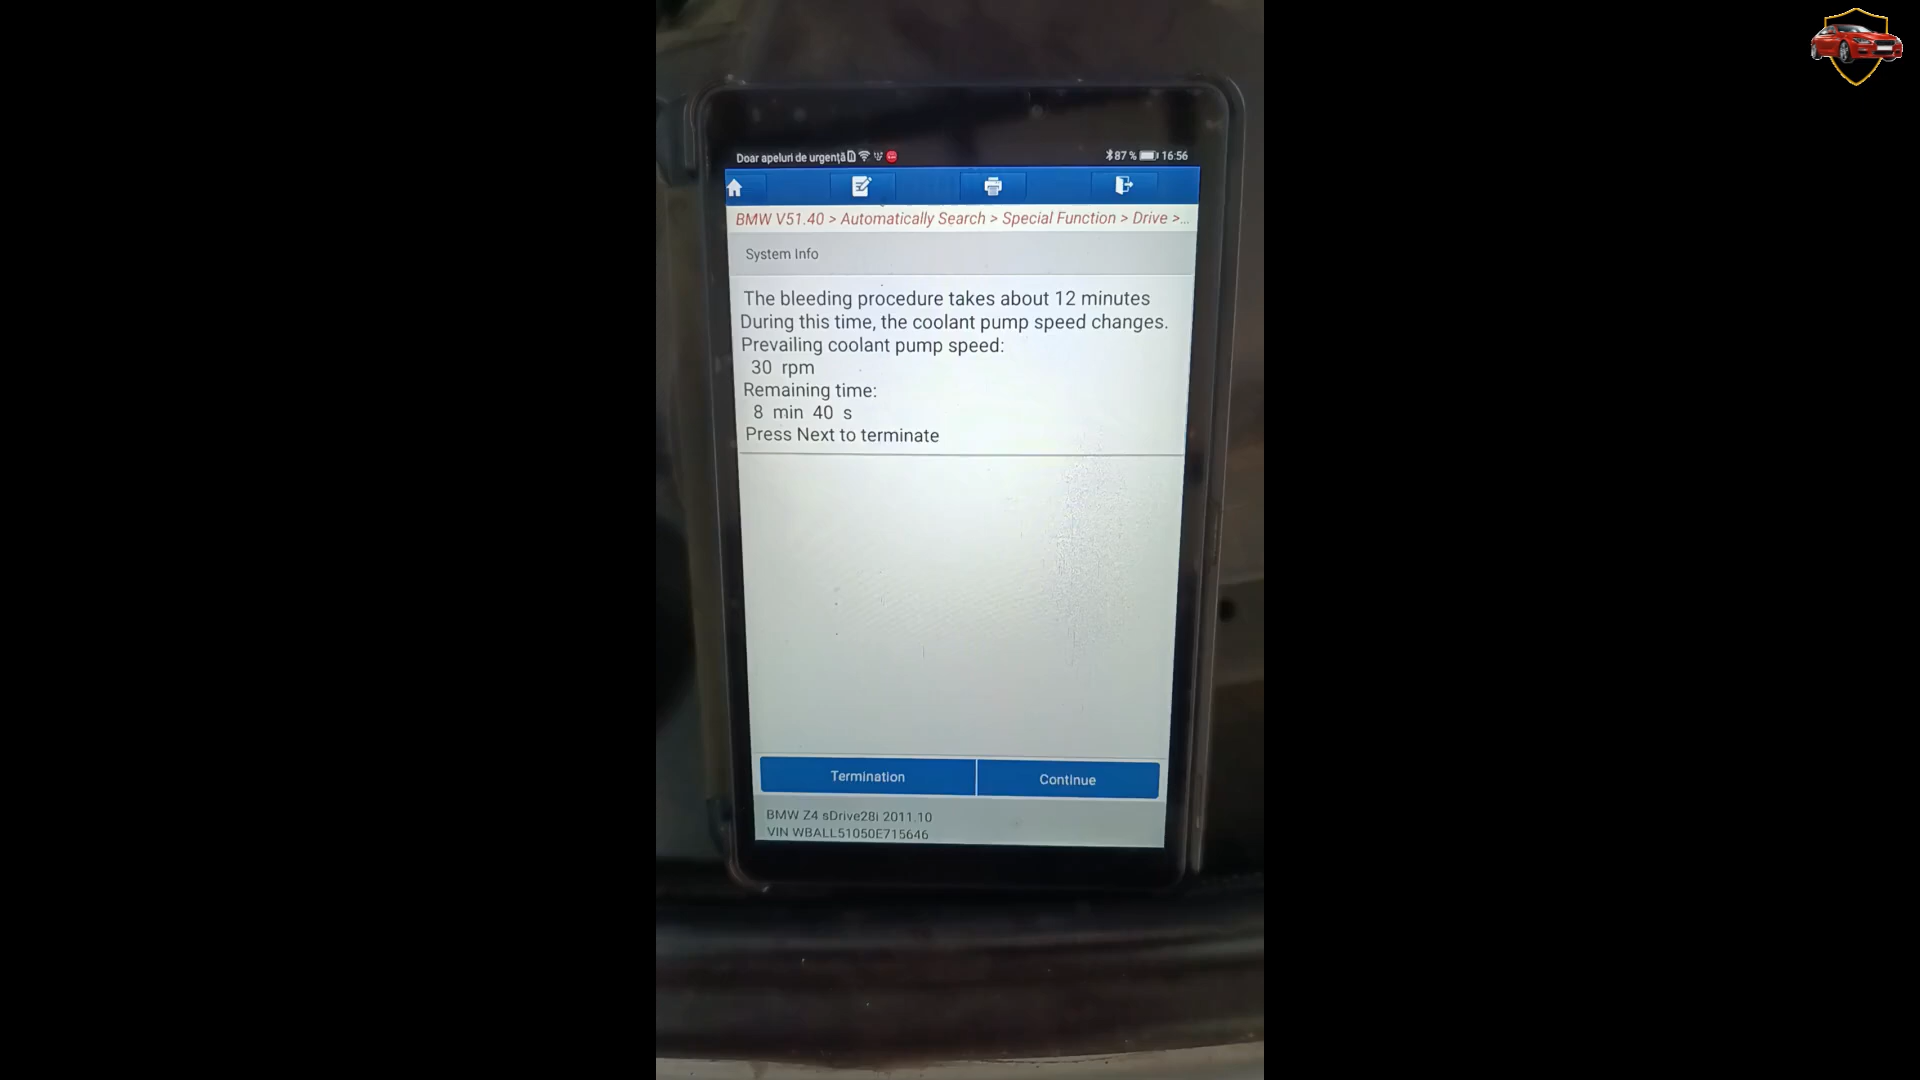 Doar apeluri de urgență
87 %
16:56
BMW V51.40 > Automatically Search > Special Function > Drive >...
System Info
The bleeding procedure takes about 12 minutes
During this time, the coolant pump speed changes.
Prevailing coolant pump speed:
30 rpm
Remaining time:
8 min 40 s
Press Next to terminate
Termination
Continue
BMW Z4 sDrive28i 2011.10
VIN WBALL51050E715646